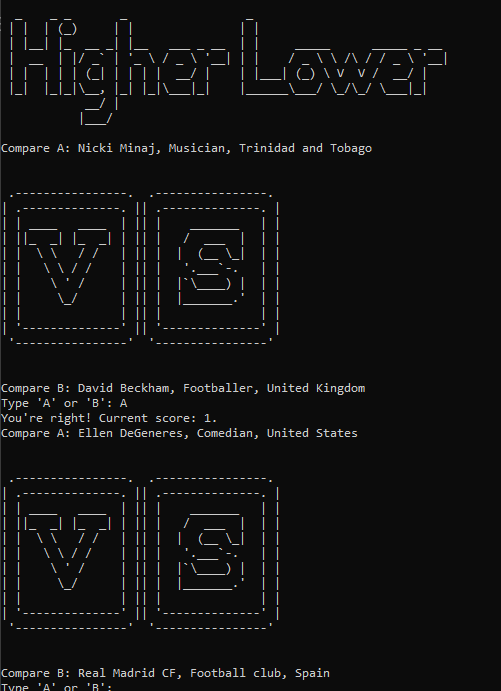 Higher Lower
Compare A: Nicki Minaj, Musician, Trinidad and Tobago
VS
Compare B: David Beckham, Footballer, United Kingdom
Type 'A' or 'B': A
You're right! Current score: 1.
Compare A: Ellen DeGeneres, Comedian, United States
VS
Compare B: Real Madrid CF, Football club, Spain
Type 'A' or 'B':